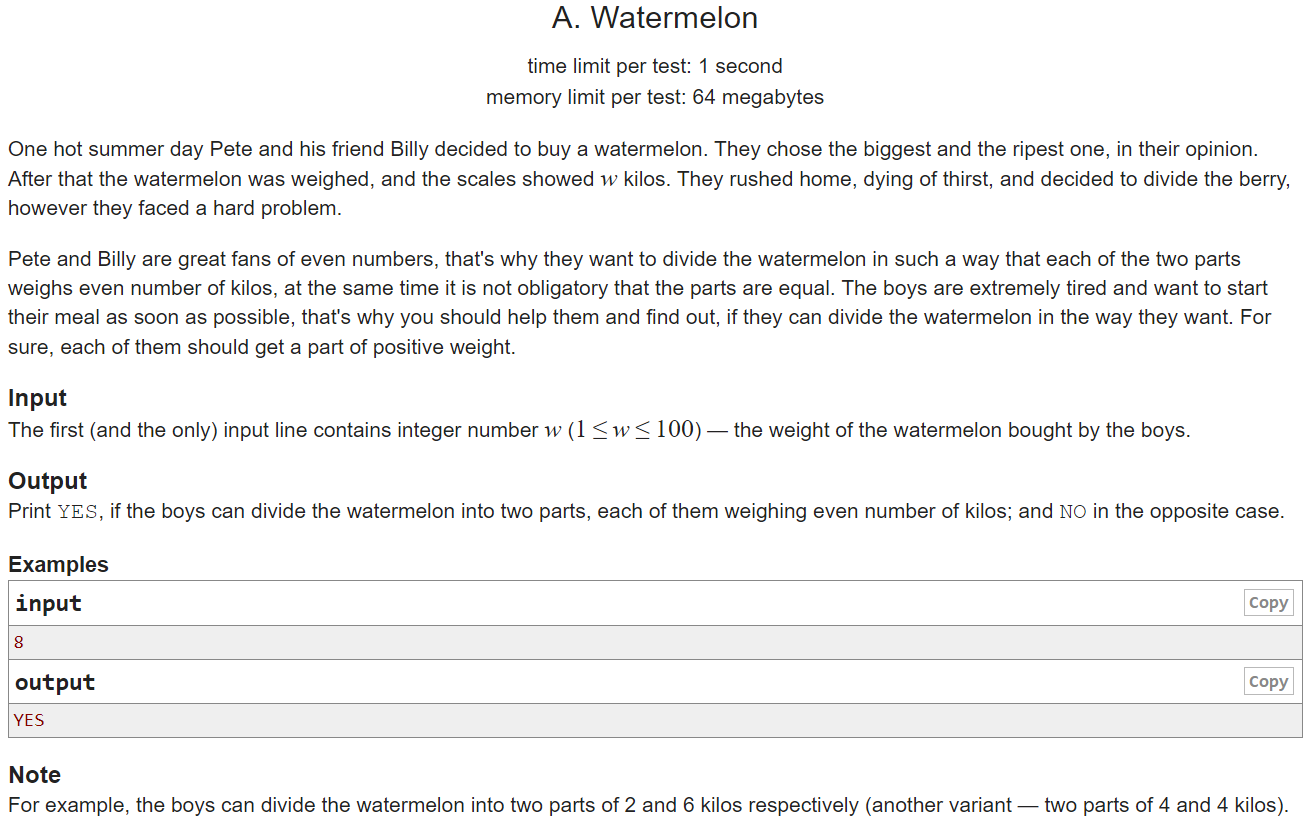 A. Watermelon
time limit per test: 1 second
memory limit per test: 64 megabytes
One hot summer day Pete and his friend Billy decided to buy a watermelon. They chose the biggest and the ripest one, in their opinion.
After that the watermelon was weighed, and the scales showed w kilos. They rushed home, dying of thirst, and decided to divide the berry,
however they faced a hard problem.
Pete and Billy are great fans of even numbers, that's why they want to divide the watermelon in such a way that each of the two parts
weighs even number of kilos, at the same time it is not obligatory that the parts are equal. The boys are extremely tired and want to start
their meal as soon as possible, that's why you should help them and find out, if they can divide the watermelon in the way they want. For
sure, each of them should get a part of positive weight.
Input
The first (and the only) input line contains integer number w (1 ≤ w ≤ 100) — the weight of the watermelon bought by the boys.
Output
Print YES, if the boys can divide the watermelon into two parts, each of them weighing even number of kilos; and NO in the opposite case.
Examples
input Copy
8
output Copy
YES
Note
For example, the boys can divide the watermelon into two parts of 2 and 6 kilos respectively (another variant — two parts of 4 and 4 kilos).